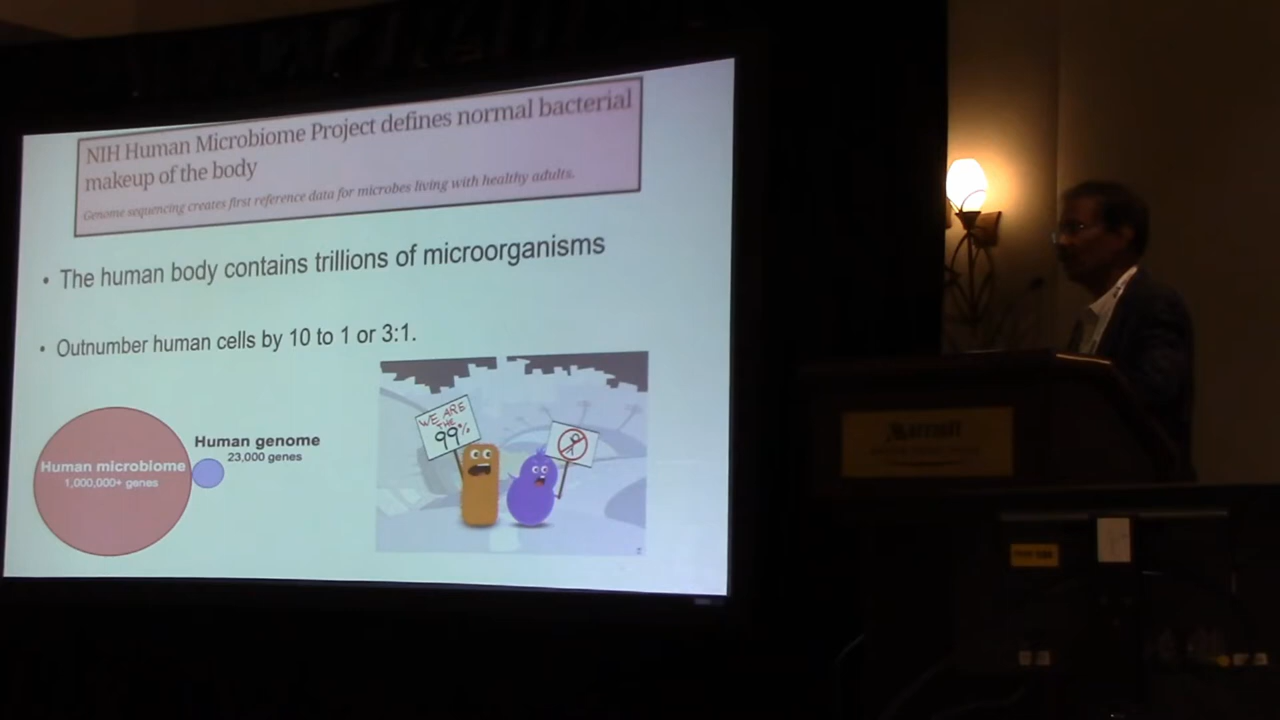 NIH Human Microbiome Project defines normal bacterial
makeup of the body
Genome sequencing creates first reference data for microbes living with healthy adults.
• The human body contains trillions of microorganisms
• Outnumber human cells by 10 to 1 or 3:1.
Human microbiome
1,000,000+ genes
Human genome
23,000 genes
WE ARE
THE
99%
Marriott